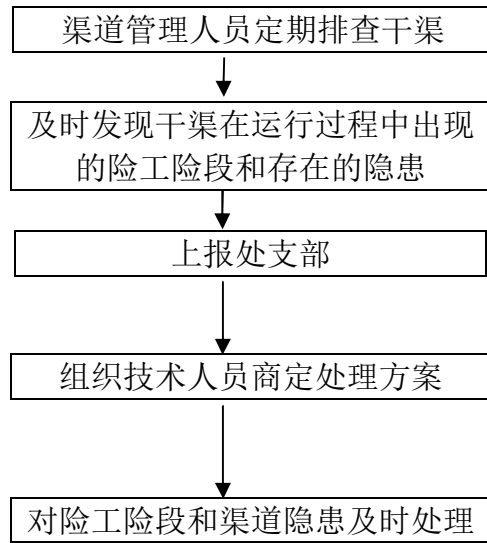 渠道管理人员定期排查干渠
及时发现干渠在运行过程中出现
的险工险段和存在的隐患
上报处支部
组织技术人员商定处理方案
对险工险段和渠道隐患及时处理